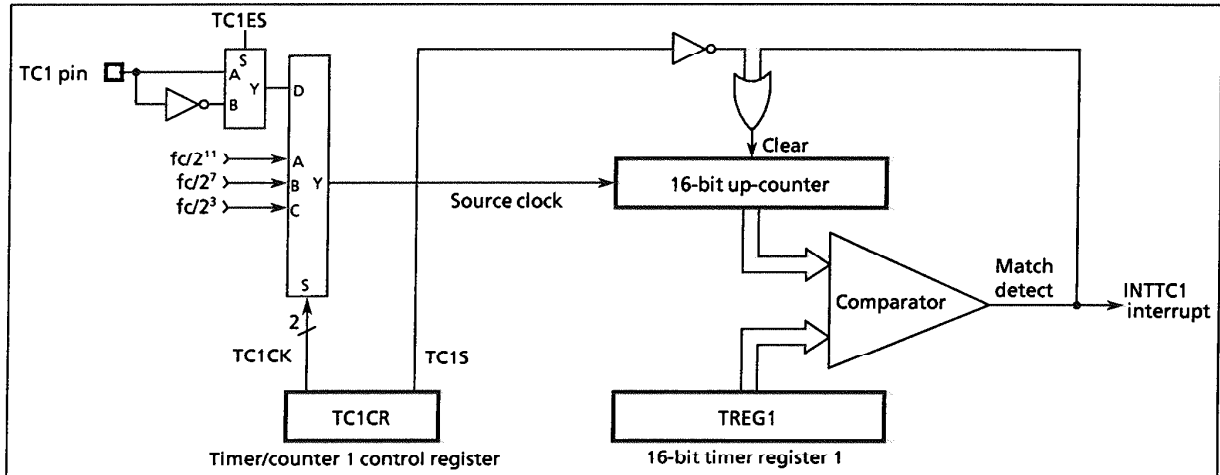 TC1ES
S
TC1 pin
A
Y
B
D
fc/2¹¹
A
fc/2⁷
B
Y
fc/2³
C
S
2
TC1CK
TC1S
Source clock
Clear
16-bit up-counter
Comparator
Match
detect
INTTC1
interrupt
TC1CR
TREG1
Timer/counter 1 control register
16-bit timer register 1